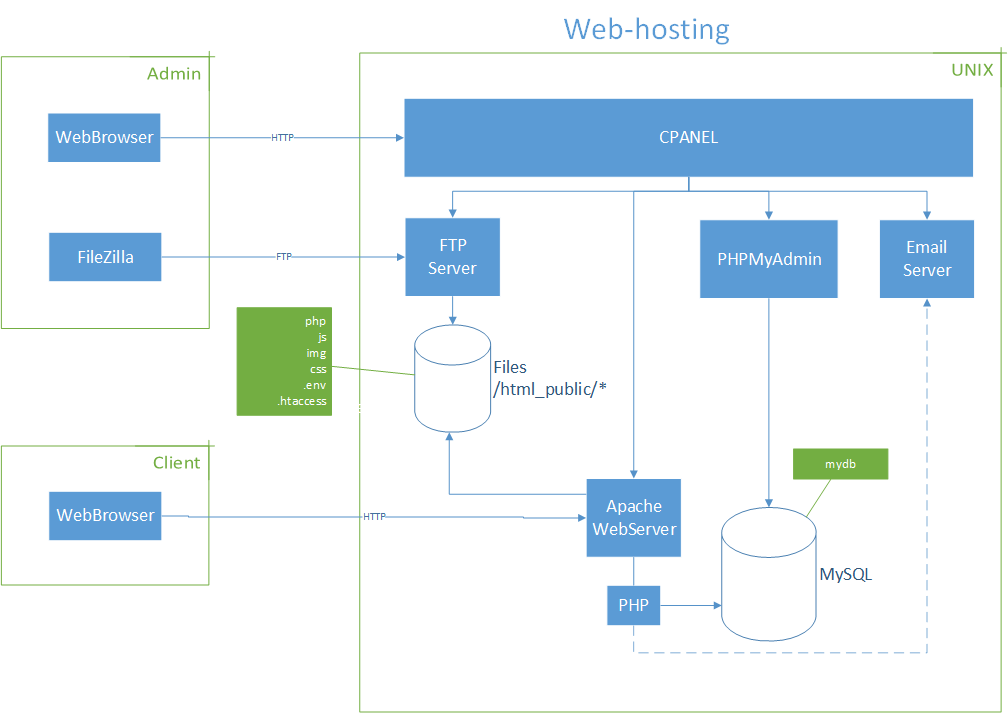 Web-hosting
Admin
UNIX
WebBrowser
HTTP
CPANEL
FileZilla
FTP
FTP
Server
PHPMyAdmin
Email
Server
php
js
img
css
.env
.htaccess
Files
/html_public/*
Client
mydb
WebBrowser
HTTP
Apache
WebServer
MySQL
PHP